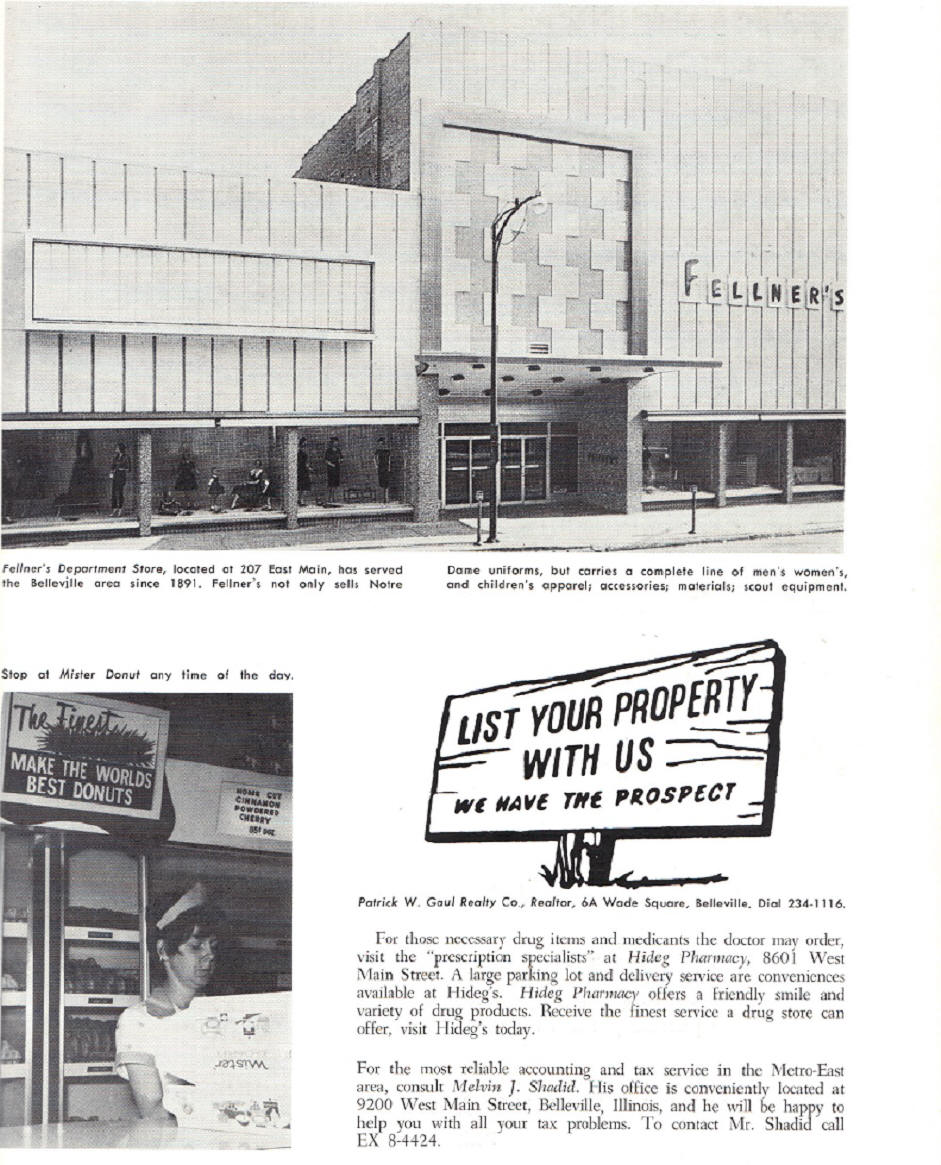 FELLNER'S
Fellner's Department Store, located at 207 East Main, has served
the Belleville area since 1891. Fellner's not only sells Notre
Dame uniforms, but carries a complete line of men's women's,
and children's apparel; accessories; materials; scout equipment.
Stop at Mister Donut any time of the day.
The Finest
MAKE THE WORLDS
BEST DONUTS
HOME CUT
CINNAMON
POWDERED
CHERRY
85¢ DOZ.
mister
LIST YOUR PROPERTY
WITH US
WE HAVE THE PROSPECT
Patrick W. Gaul Realty Co., Realtor, 6A Wade Square, Belleville. Dial 234-1116.
For those necessary drug items and medicants the doctor may order,
visit the "prescription specialists" at Hideg Pharmacy, 8601 West
Main Street. A large parking lot and delivery service are conveniences
available at Hideg's. Hideg Pharmacy offers a friendly smile and
variety of drug products. Receive the finest service a drug store can
offer, visit Hideg's today.
For the most reliable accounting and tax service in the Metro-East
area, consult Melvin J. Shadid. His office is conveniently located at
9200 West Main Street, Belleville, Illinois, and he will be happy to
help you with all your tax problems. To contact Mr. Shadid call
EX 8-4424.